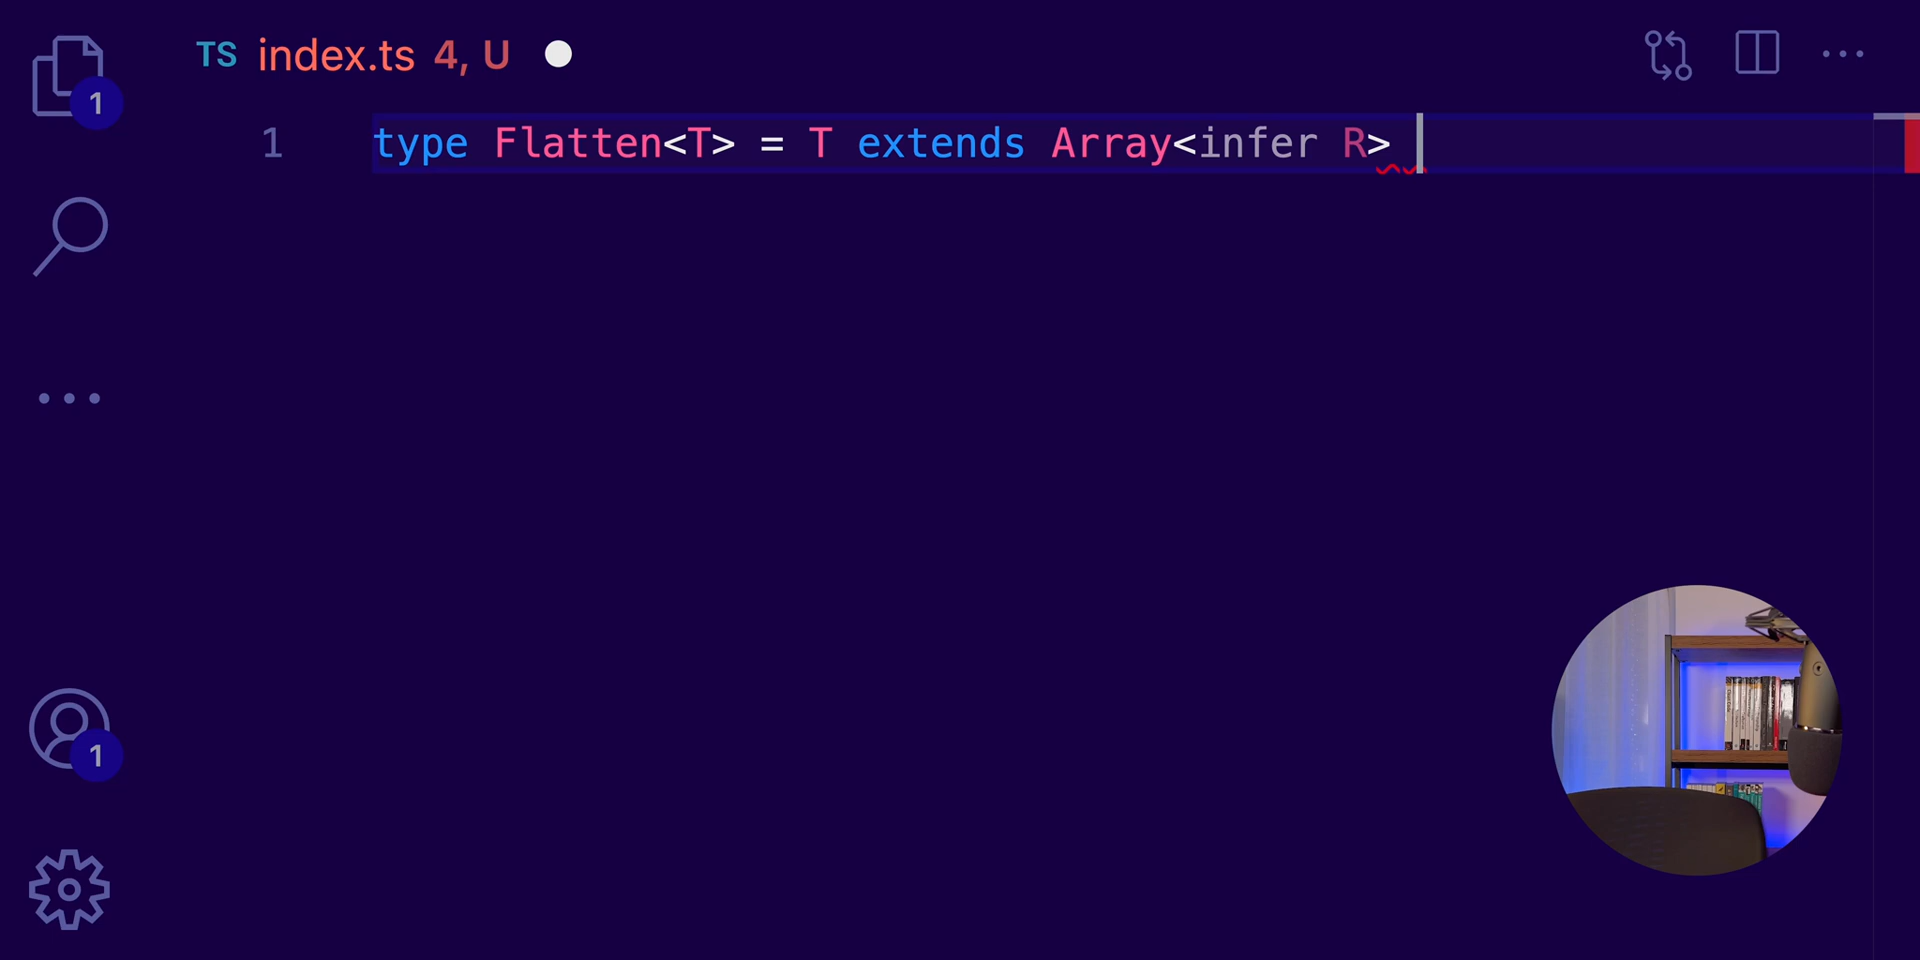 TS index.ts 4, U
1
1 type Flatten<T> = T extends Array<infer R>
1